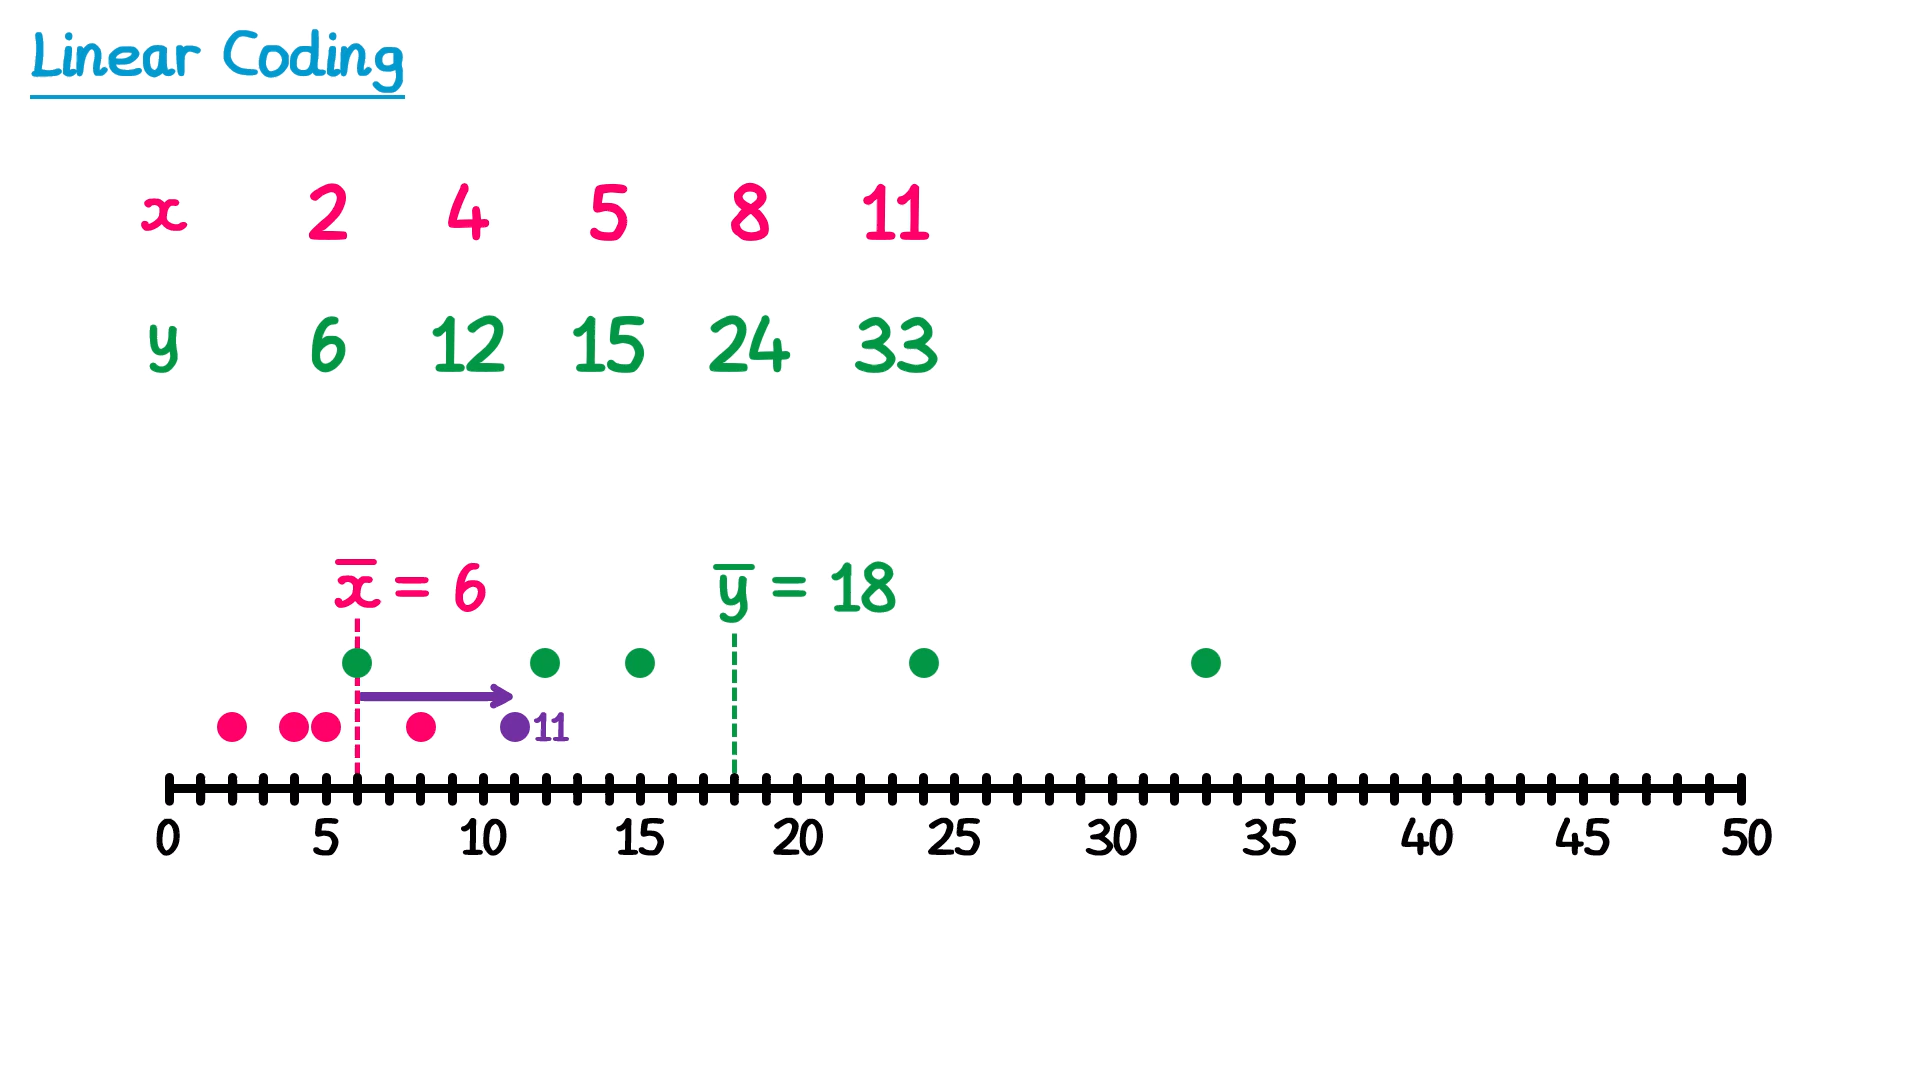 Linear Coding
x 2 4 5 8 11
y 6 12 15 24 33
x̅ = 6 y̅ = 18
11
0 5 10 15 20 25 30 35 40 45 50